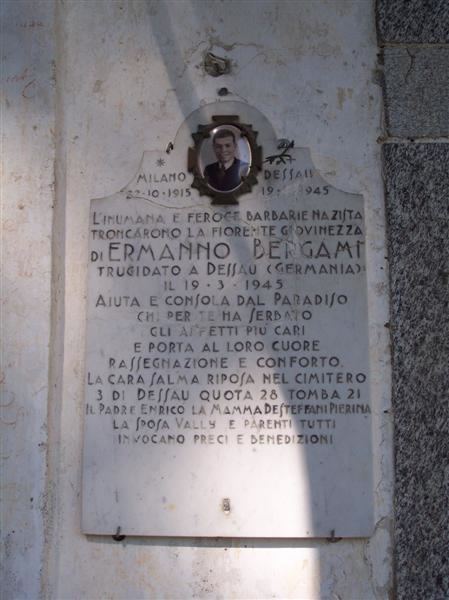 MILANO DESSAU
22-10-1915 19-3-1945
L'INUMANA E FEROCE BARBARIE NAZISTA
TRONCARONO LA FIORENTE GIOVINEZZA
DI ERMANNO BERGAMI
TRUCIDATO A DESSAU (GERMANIA)
IL 19-3-1945
AIUTA E CONSOLA DAL PARADISO
CHI PER TE HA SERBATO
GLI AFFETTI PIÚ CARI
E PORTA AL LORO CUORE
RASSEGNAZIONE E CONFORTO.
LA CARA SALMA RIPOSA NEL CIMITERO
3 DI DESSAU QUOTA 28 TOMBA 21
IL PADRE ENRICO LA MAMMA DESTEFFANI PIERINA
LA SPOSA VALLY E PARENTI TUTTI
INVOCANO PRECI E BENEDIZIONI